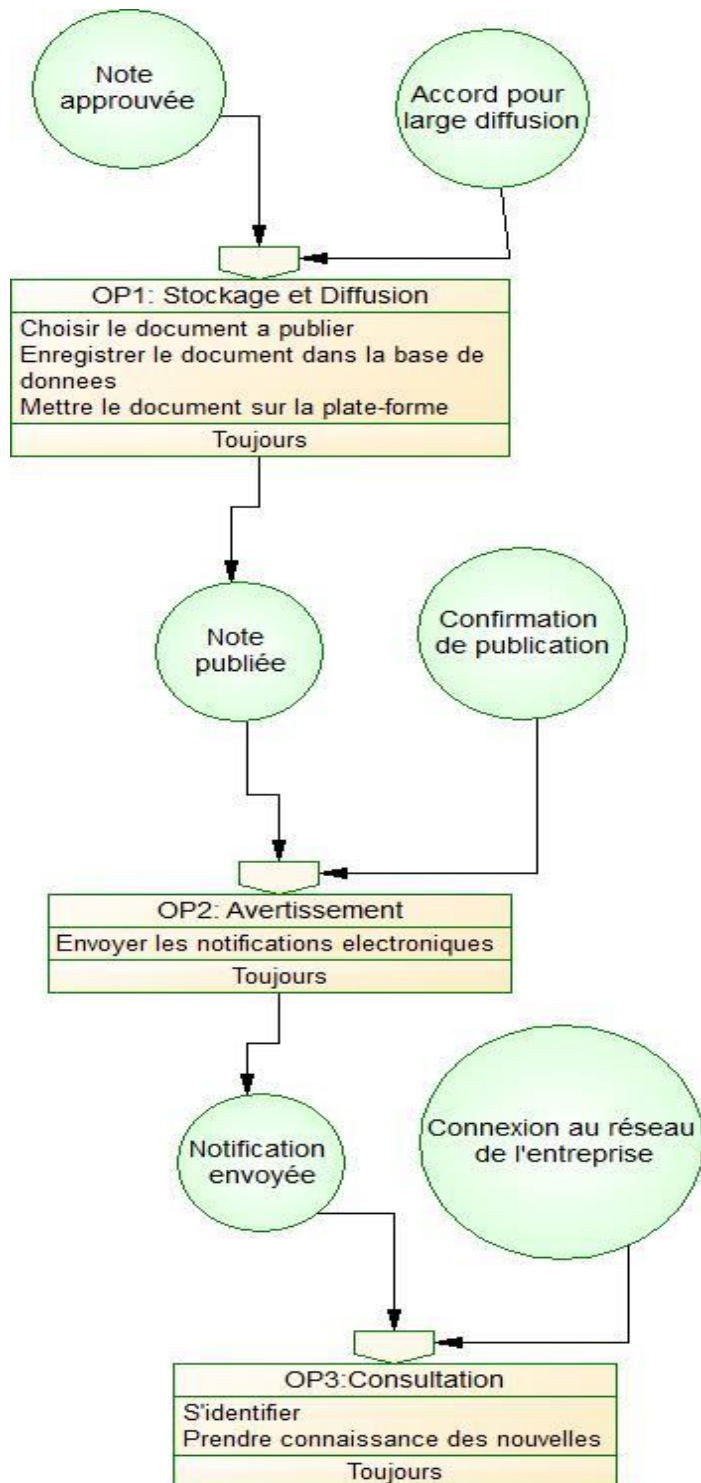 Note
approuvée
Accord pour
large diffusion
OP1: Stockage et Diffusion
Choisir le document a publier
Enregistrer le document dans la base de
donnees
Mettre le document sur la plate-forme
Toujours
Note
publiée
Confirmation
de publication
OP2: Avertissement
Envoyer les notifications electroniques
Toujours
Notification
envoyée
Connexion au réseau
de l'entreprise
OP3:Consultation
S'identifier
Prendre connaissance des nouvelles
Toujours